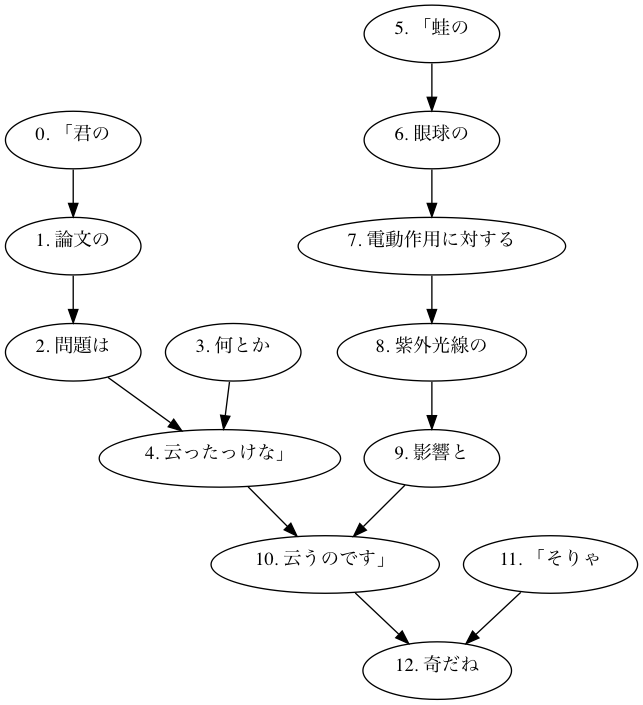 0. 「君の
1. 論文の
2. 問題は
3. 何とか
4. 云ったっけな」
5. 「蛙の
6. 眼球の
7. 電動作用に対する
8. 紫外光線の
9. 影響と
10. 云うのです」
11. 「そりゃ
12. 奇だね